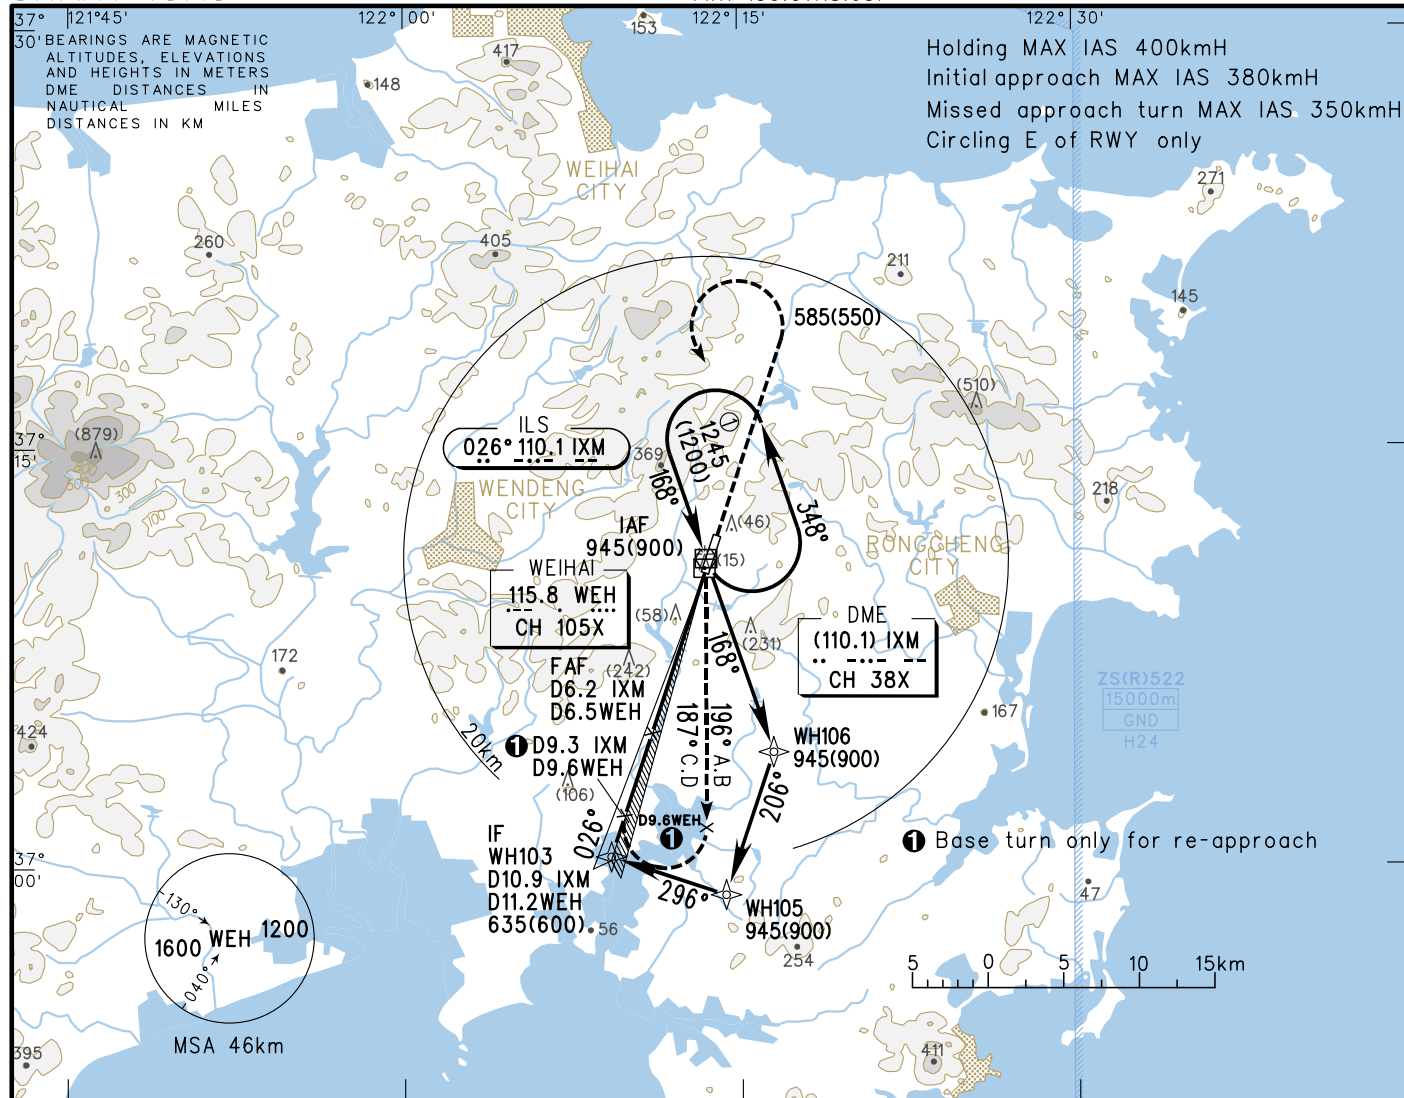 121°45'
122°00'
122°15'
122°30'
37°
30'
BEARINGS ARE MAGNETIC
ALTITUDES, ELEVATIONS
AND HEIGHTS IN METERS
DME DISTANCES IN
NAUTICAL MILES
DISTANCES IN KM
153
417
148
Holding MAX IAS 400kmH
Initial approach MAX IAS 380kmH
Missed approach turn MAX IAS 350kmH
Circling E of RWY only
WEIHAI
CITY
271
260
405
211
145
585(550)
(510)
37°
15'
(879)
500
300
100
ILS
026° 110.1 IXM
369
1
1245
(1200)
168°
348°
218
WENDENG
CITY
IAF
945(900)
(46)
(15)
RONGCHENG
CITY
WEIHAI
115.8 WEH
CH 105X
(58)
(231)
DME
(110.1) IXM
CH 38X
172
(242)
FAF
D6.2 IXM
D6.5WEH
168°
196° A.B
187° C.D
ZS(R)522
15000m
GND
H24
167
424
20km
1 D9.3 IXM
D9.6WEH
(106)
WH106
945(900)
206°
D9.6WEH
1
1 Base turn only for re-approach
026°
IF
WH103
D10.9 IXM
D11.2WEH
635(600)
37°
00'
296°
WH105
945(900)
47
56
254
130°
1600 WEH 1200
040°
MSA 46km
5 0 5 10 15km
395
411